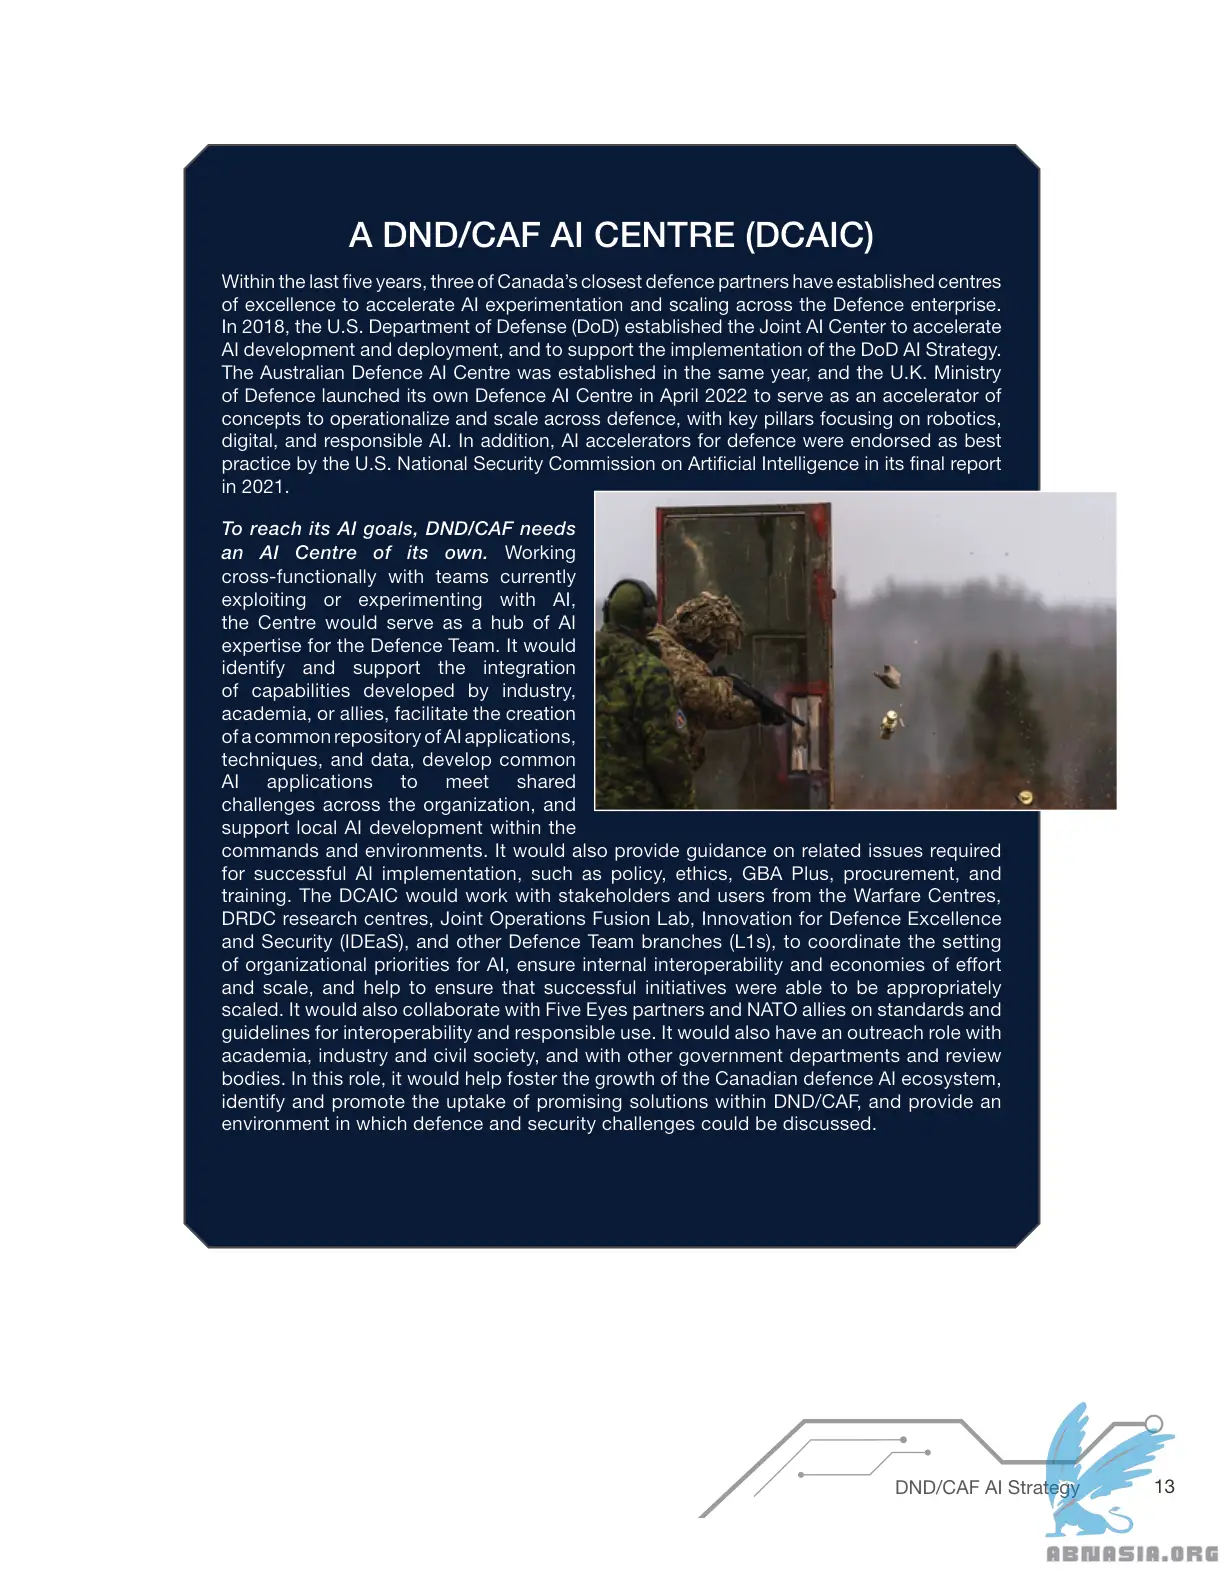 A DND/CAF AI CENTRE (DCAIC)
Within the last five years, three of Canada’s closest defence partners have established centres
of excellence to accelerate AI experimentation and scaling across the Defence enterprise.
In 2018, the U.S. Department of Defense (DoD) established the Joint AI Center to accelerate
AI development and deployment, and to support the implementation of the DoD AI Strategy.
The Australian Defence AI Centre was established in the same year, and the U.K. Ministry
of Defence launched its own Defence AI Centre in April 2022 to serve as an accelerator of
concepts to operationalize and scale across defence, with key pillars focusing on robotics,
digital, and responsible AI. In addition, AI accelerators for defence were endorsed as best
practice by the U.S. National Security Commission on Artificial Intelligence in its final report
in 2021.
To reach its AI goals, DND/CAF needs
an AI Centre of its own. Working
cross-functionally with teams currently
exploiting or experimenting with AI,
the Centre would serve as a hub of AI
expertise for the Defence Team. It would
identify and support the integration
of capabilities developed by industry,
academia, or allies, facilitate the creation
of a common repository of AI applications,
techniques, and data, develop common
AI applications to meet shared
challenges across the organization, and
support local AI development within the
commands and environments. It would also provide guidance on related issues required
for successful AI implementation, such as policy, ethics, GBA Plus, procurement, and
training. The DCAIC would work with stakeholders and users from the Warfare Centres,
DRDC research centres, Joint Operations Fusion Lab, Innovation for Defence Excellence
and Security (IDEaS), and other Defence Team branches (L1s), to coordinate the setting
of organizational priorities for AI, ensure internal interoperability and economies of effort
and scale, and help to ensure that successful initiatives were able to be appropriately
scaled. It would also collaborate with Five Eyes partners and NATO allies on standards and
guidelines for interoperability and responsible use. It would also have an outreach role with
academia, industry and civil society, and with other government departments and review
bodies. In this role, it would help foster the growth of the Canadian defence AI ecosystem,
identify and promote the uptake of promising solutions within DND/CAF, and provide an
environment in which defence and security challenges could be discussed.
DND/CAF AI Strategy 13
ABNASIA.ORG